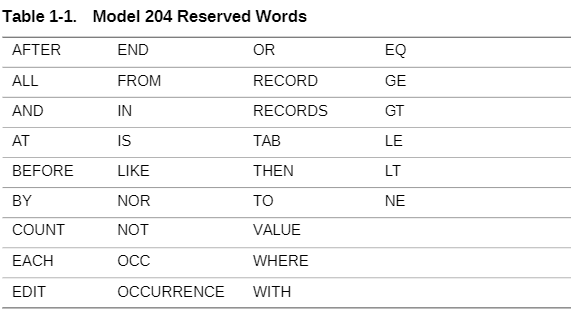 Table 1-1. Model 204 Reserved Words
AFTER END OR EQ
ALL FROM RECORD GE
AND IN RECORDS GT
AT IS TAB LE
BEFORE LIKE THEN LT
BY NOR TO NE
COUNT NOT VALUE
EACH OCC WHERE
EDIT OCCURRENCE WITH